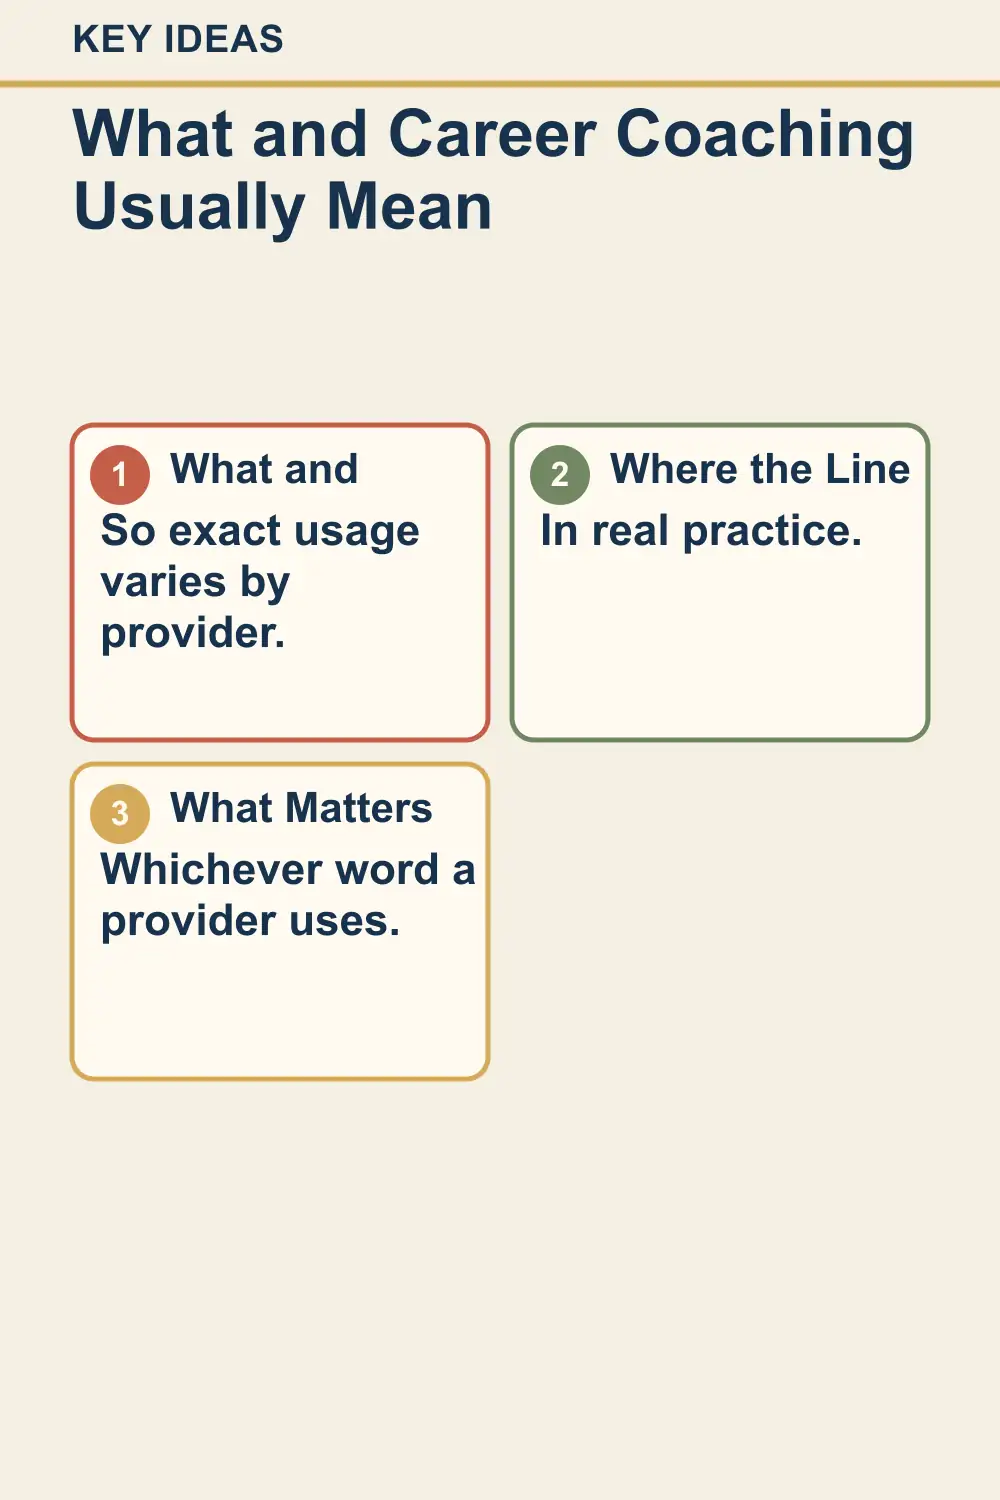 KEY IDEAS
What and Career Coaching
Usually Mean
1 What and
So exact usage
varies by
provider.
2 Where the Line
In real practice.
3 What Matters
Whichever word a
provider uses.